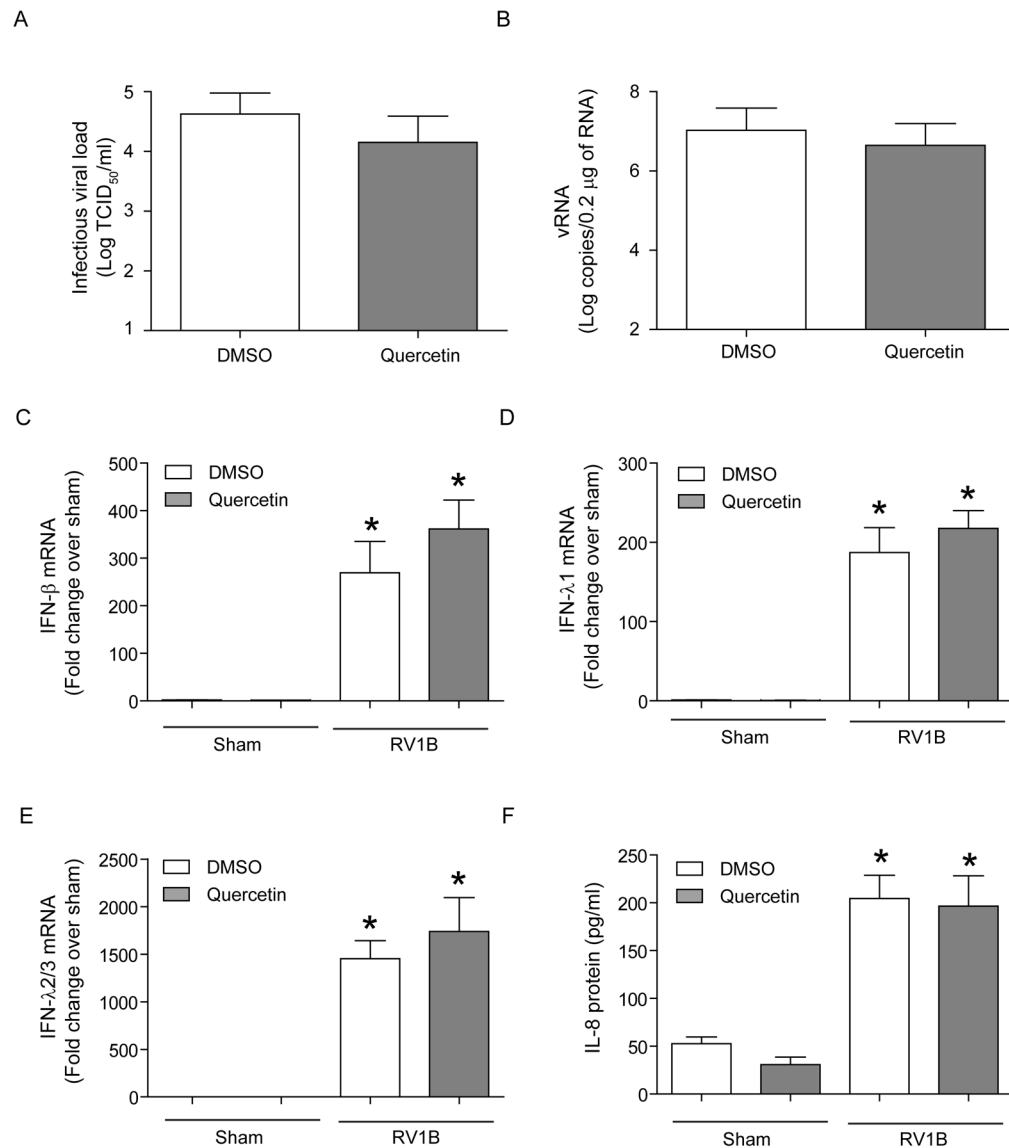 A
Infectious viral load
(Log TCID50/ml)
5
4
3
2
1
DMSO
Quercetin
B
vRNA
(Log copies/0.2 μg of RNA)
8
6
4
2
DMSO
Quercetin
C
IFN-β mRNA
(Fold change over sham)
500
400
300
200
100
0
DMSO
Quercetin
*
*
Sham
RV1B
D
IFN-λ1 mRNA
(Fold change over sham)
300
200
100
0
DMSO
Quercetin
*
*
Sham
RV1B
E
IFN-λ2/3 mRNA
(Fold change over sham)
2500
2000
1500
1000
500
0
DMSO
Quercetin
*
*
Sham
RV1B
F
IL-8 protein (pg/ml)
250
200
150
100
50
0
DMSO
Quercetin
*
*
Sham
RV1B